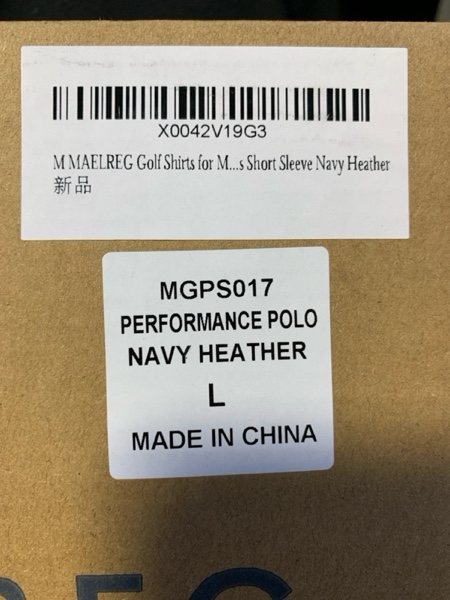 X0042V19G3
M MAELREG Golf Shirts for M...s Short Sleeve Navy Heather
新品
MGPS017
PERFORMANCE POLO
NAVY HEATHER
L
MADE IN CHINA